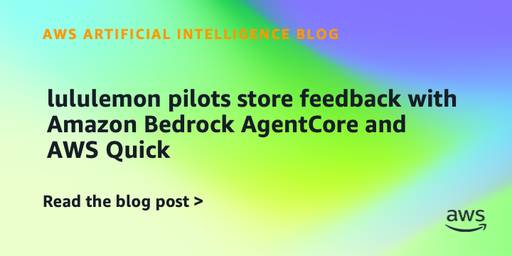 AWS ARTIFICIAL INTELLIGENCE BLOG
lululemon pilots store feedback with
Amazon Bedrock AgentCore and
AWS Quick
Read the blog post >
aws